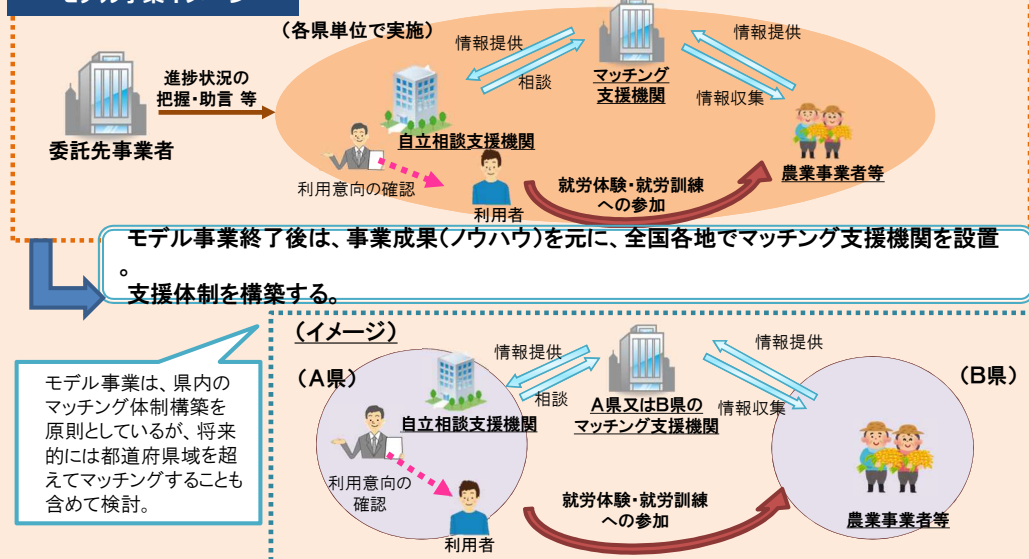 モデル事業イメージ
(各県単位で実施)
情報提供
相談
マッチング
支援機関
情報提供
情報収集
進捗状況の
把握・助言 等
委託先事業者
自立相談支援機関
利用意向の確認
利用者
就労体験・就労訓練
への参加
農業事業者等
モデル事業終了後は、事業成果(ノウハウ)を元に、全国各地でマッチング支援機関を設置
。
支援体制を構築する。
モデル事業は、県内の
マッチング体制構築を
原則としているが、将来
的には都道府県域を超
えてマッチングすることも
含めて検討。
(イメージ)
(A県)
情報提供
相談
自立相談支援機関
A県又はB県の
マッチング支援機関
情報提供
情報収集
(B県)
利用意向の
確認
利用者
就労体験・就労訓練
への参加
農業事業者等